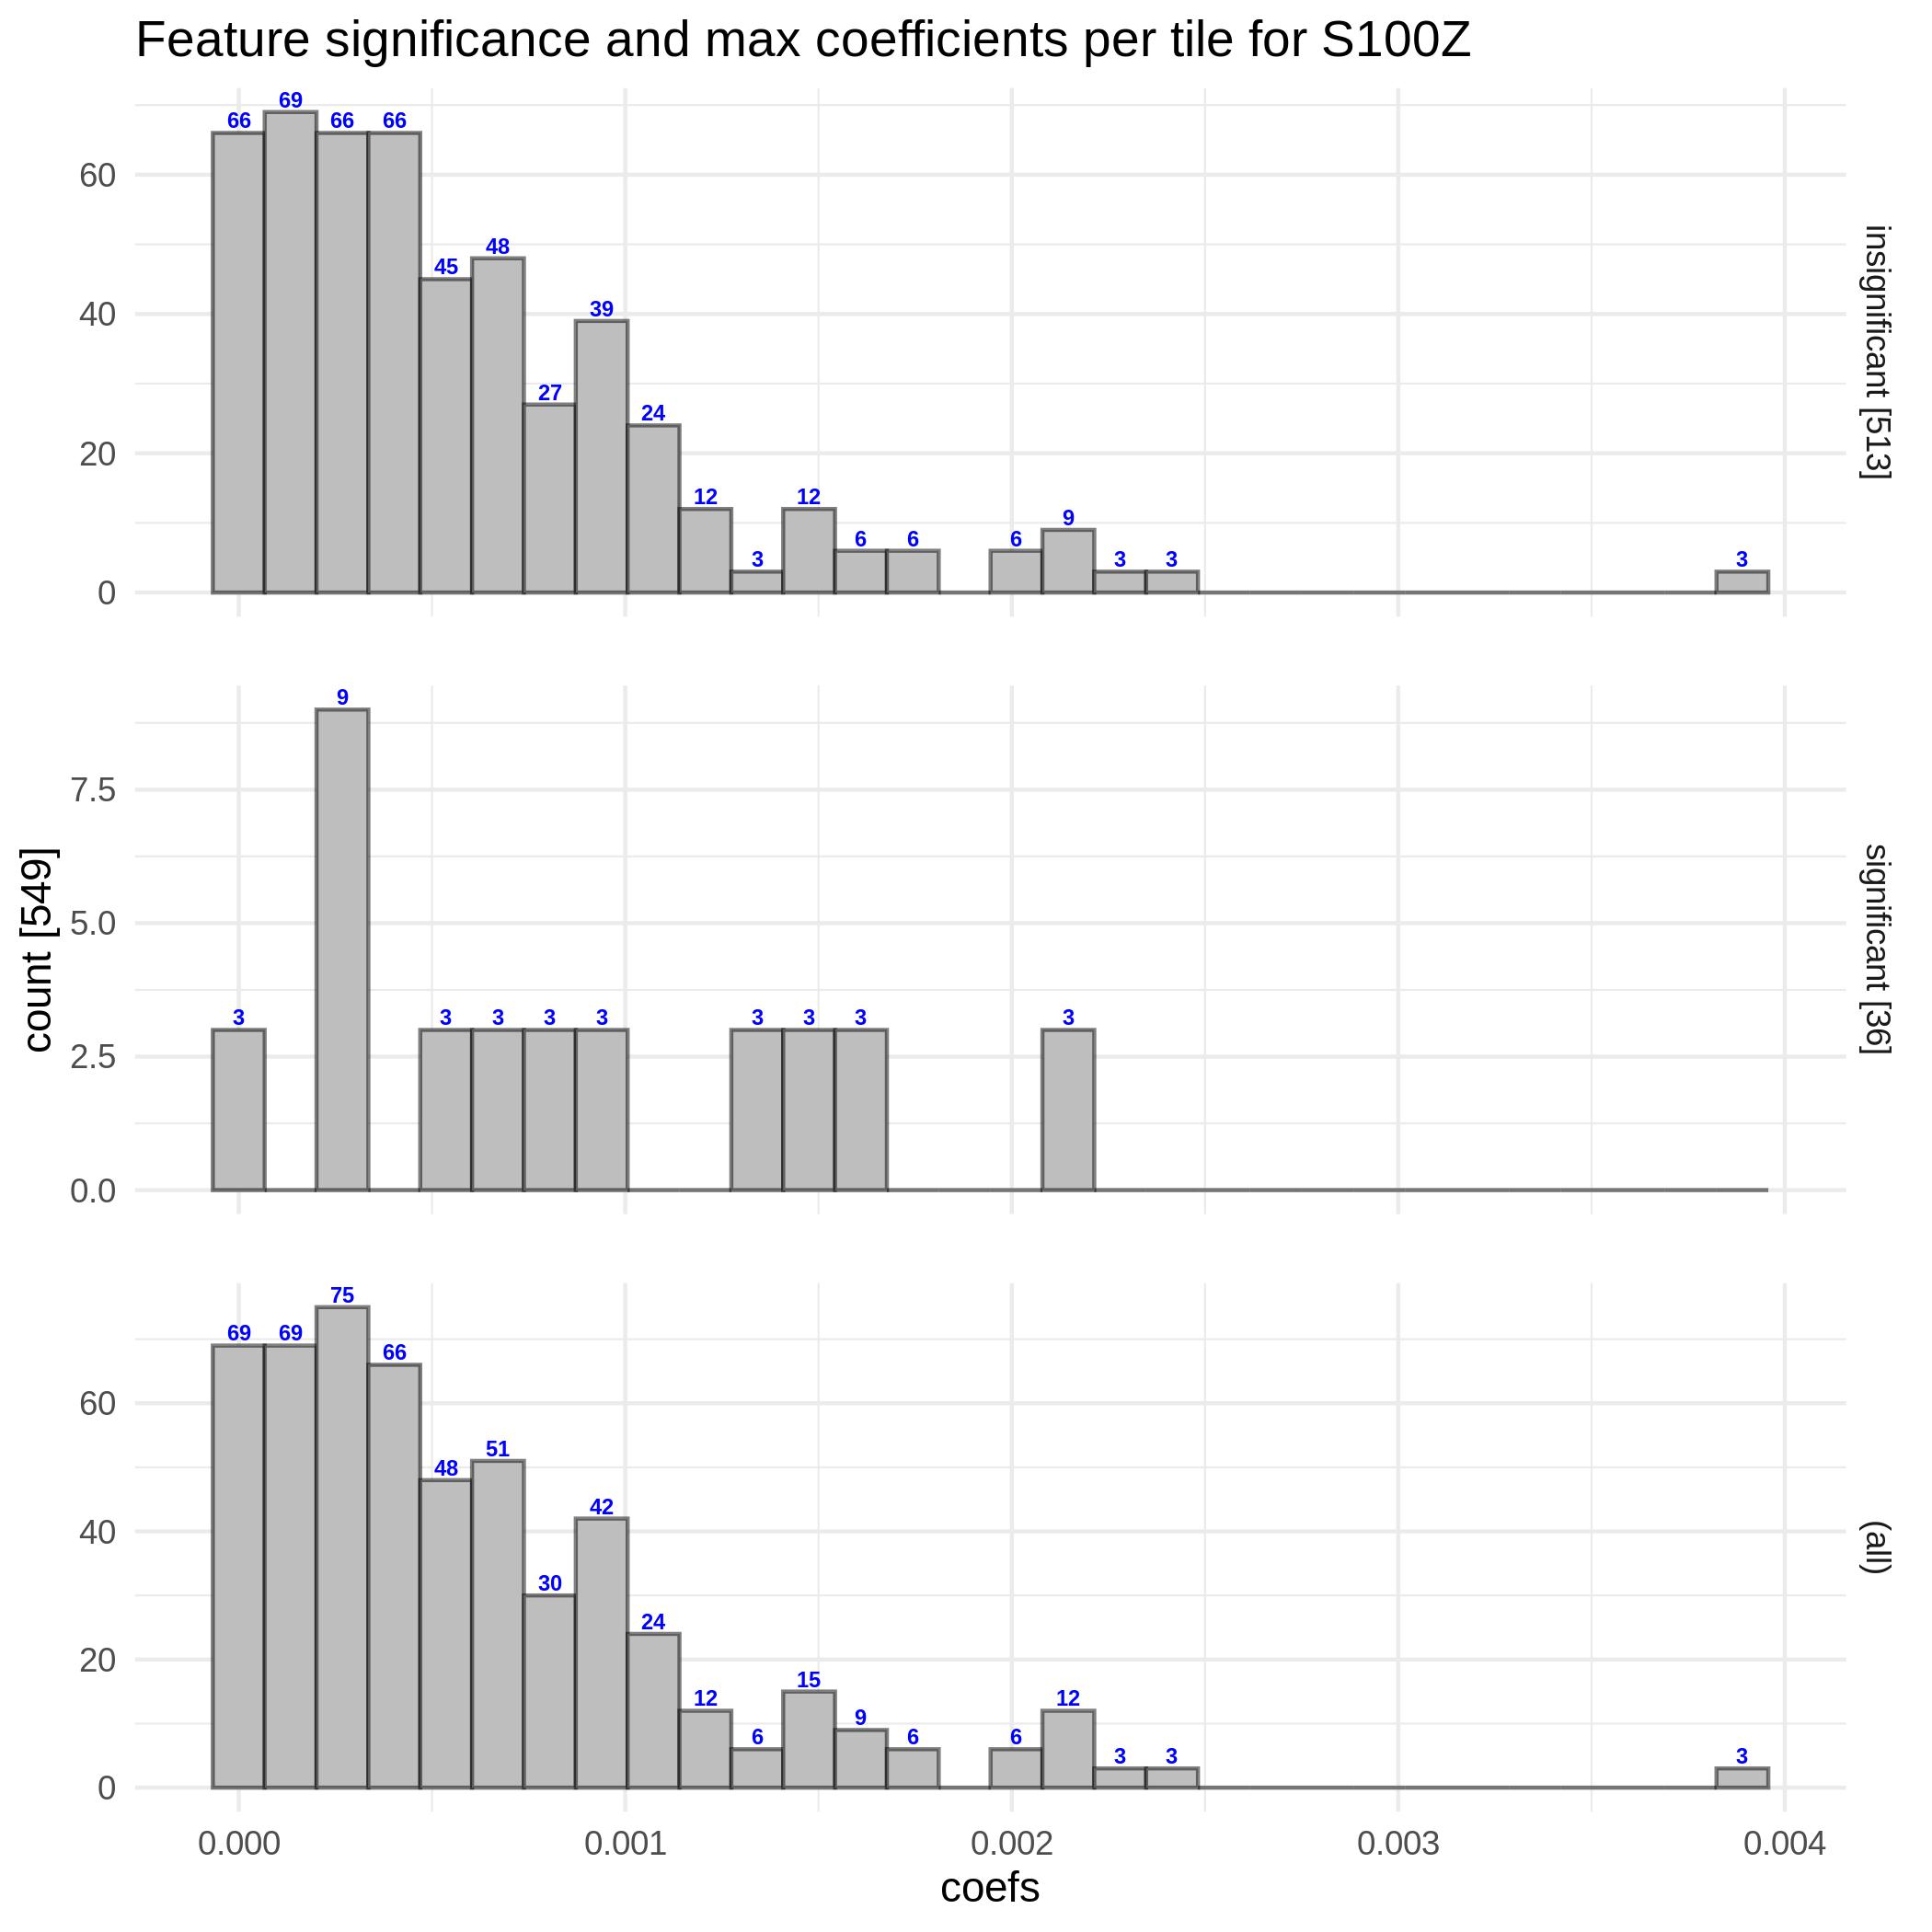 Feature significance and max coefficients per tile for S100Z
66 69 66 66 45 48 27 39 24 12 3 12 6 6 6 9 3 3 3
60
40
20
0
insignificant [513]
9 3 3 3 3 3 3 3 3 3
7.5
5.0
2.5
0.0
significant [36]
count [549]
69 69 75 66 48 51 30 42 24 12 6 15 9 6 6 12 3 3 3
60
40
20
0
(all)
0.000 0.001 0.002 0.003 0.004
coefs